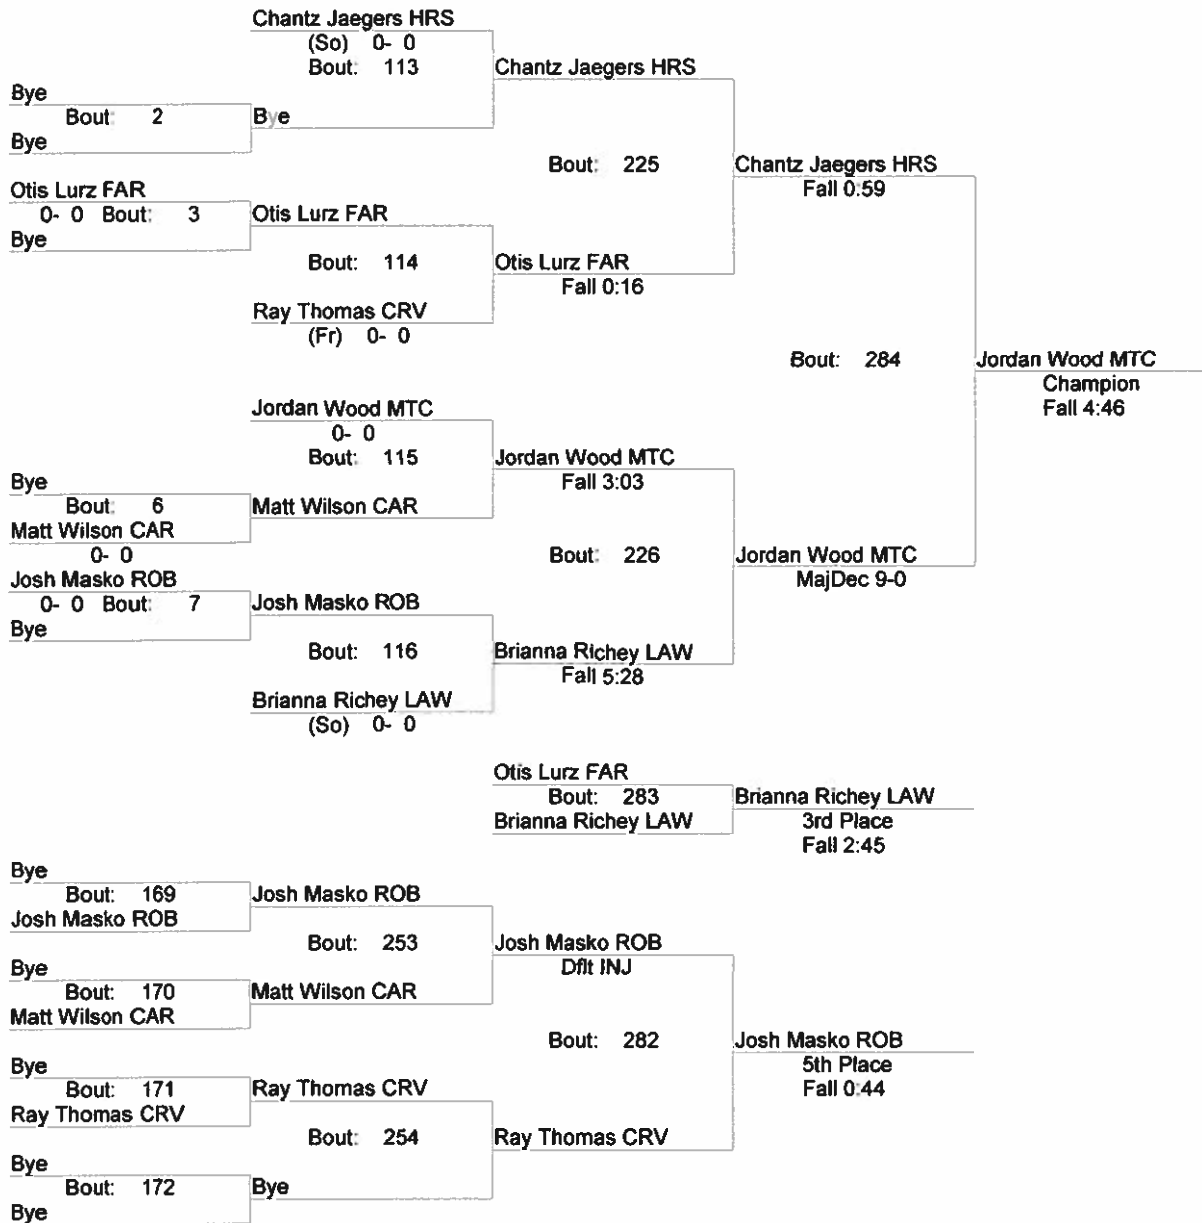 Chantz Jaegers HRS
(So) 0- 0
Bout: 113
Chantz Jaegers HRS
Bye
Bout: 2
Bye
Bye
Bout: 225
Chantz Jaegers HRS
Fall 0:59
Otis Lurz FAR
0- 0 Bout: 3
Otis Lurz FAR
Bye
Bout: 114
Otis Lurz FAR
Fall 0:16
Ray Thomas CRV
(Fr) 0- 0
Bout: 284
Jordan Wood MTC
Champion
Fall 4:46
Jordan Wood MTC
0- 0
Bout: 115
Jordan Wood MTC
Fall 3:03
Bye
Bout: 6
Matt Wilson CAR
Matt Wilson CAR
0- 0
Bout: 226
Jordan Wood MTC
MajDec 9-0
Josh Masko ROB
0- 0 Bout: 7
Josh Masko ROB
Bye
Bout: 116
Brianna Richey LAW
Fall 5:28
Brianna Richey LAW
(So) 0- 0
Otis Lurz FAR
Bout: 283
Brianna Richey LAW
Brianna Richey LAW
3rd Place
Fall 2:45
Bye
Bout: 169
Josh Masko ROB
Josh Masko ROB
Bout: 253
Josh Masko ROB
Dflt INJ
Bye
Bout: 170
Matt Wilson CAR
Matt Wilson CAR
Bout: 282
Josh Masko ROB
5th Place
Fall 0:44
Bye
Bout: 171
Ray Thomas CRV
Ray Thomas CRV
Bout: 254
Ray Thomas CRV
Bye
Bout: 172
Bye
Bye